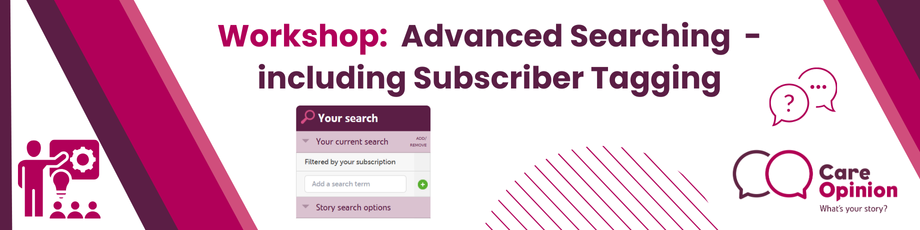 Workshop: Advanced Searching -
including Subscriber Tagging
Your search
Your current search
ADD/
REMOVE
Filtered by your subscription
Add a search term
Story search options
?
Care
Opinion
What's your story?